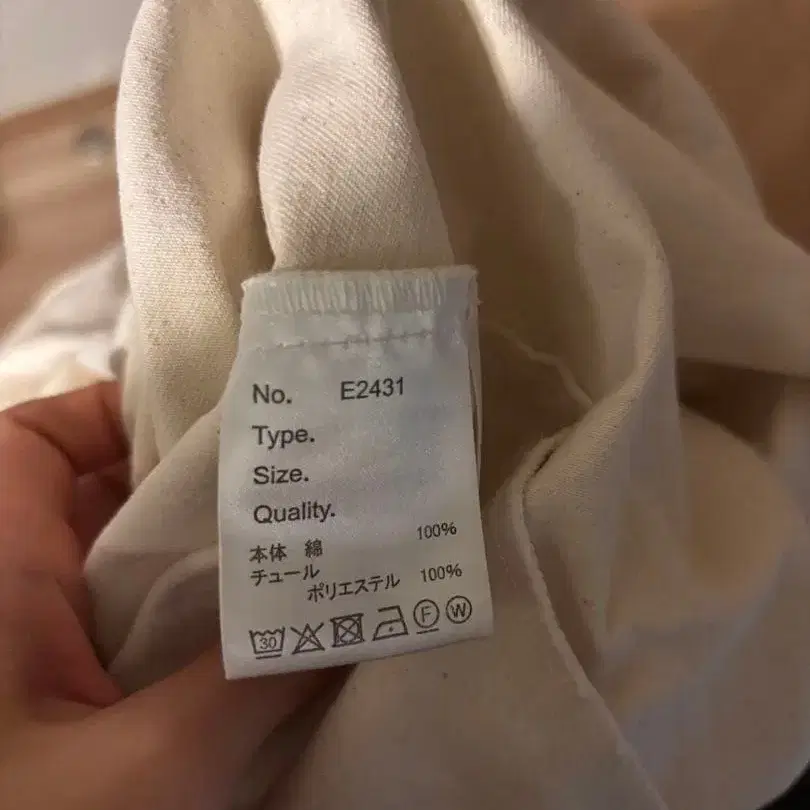 No. E2431
Type.
Size.
Quality.
本体 綿 100%
チュール
ポリエステル 100%
30 F W